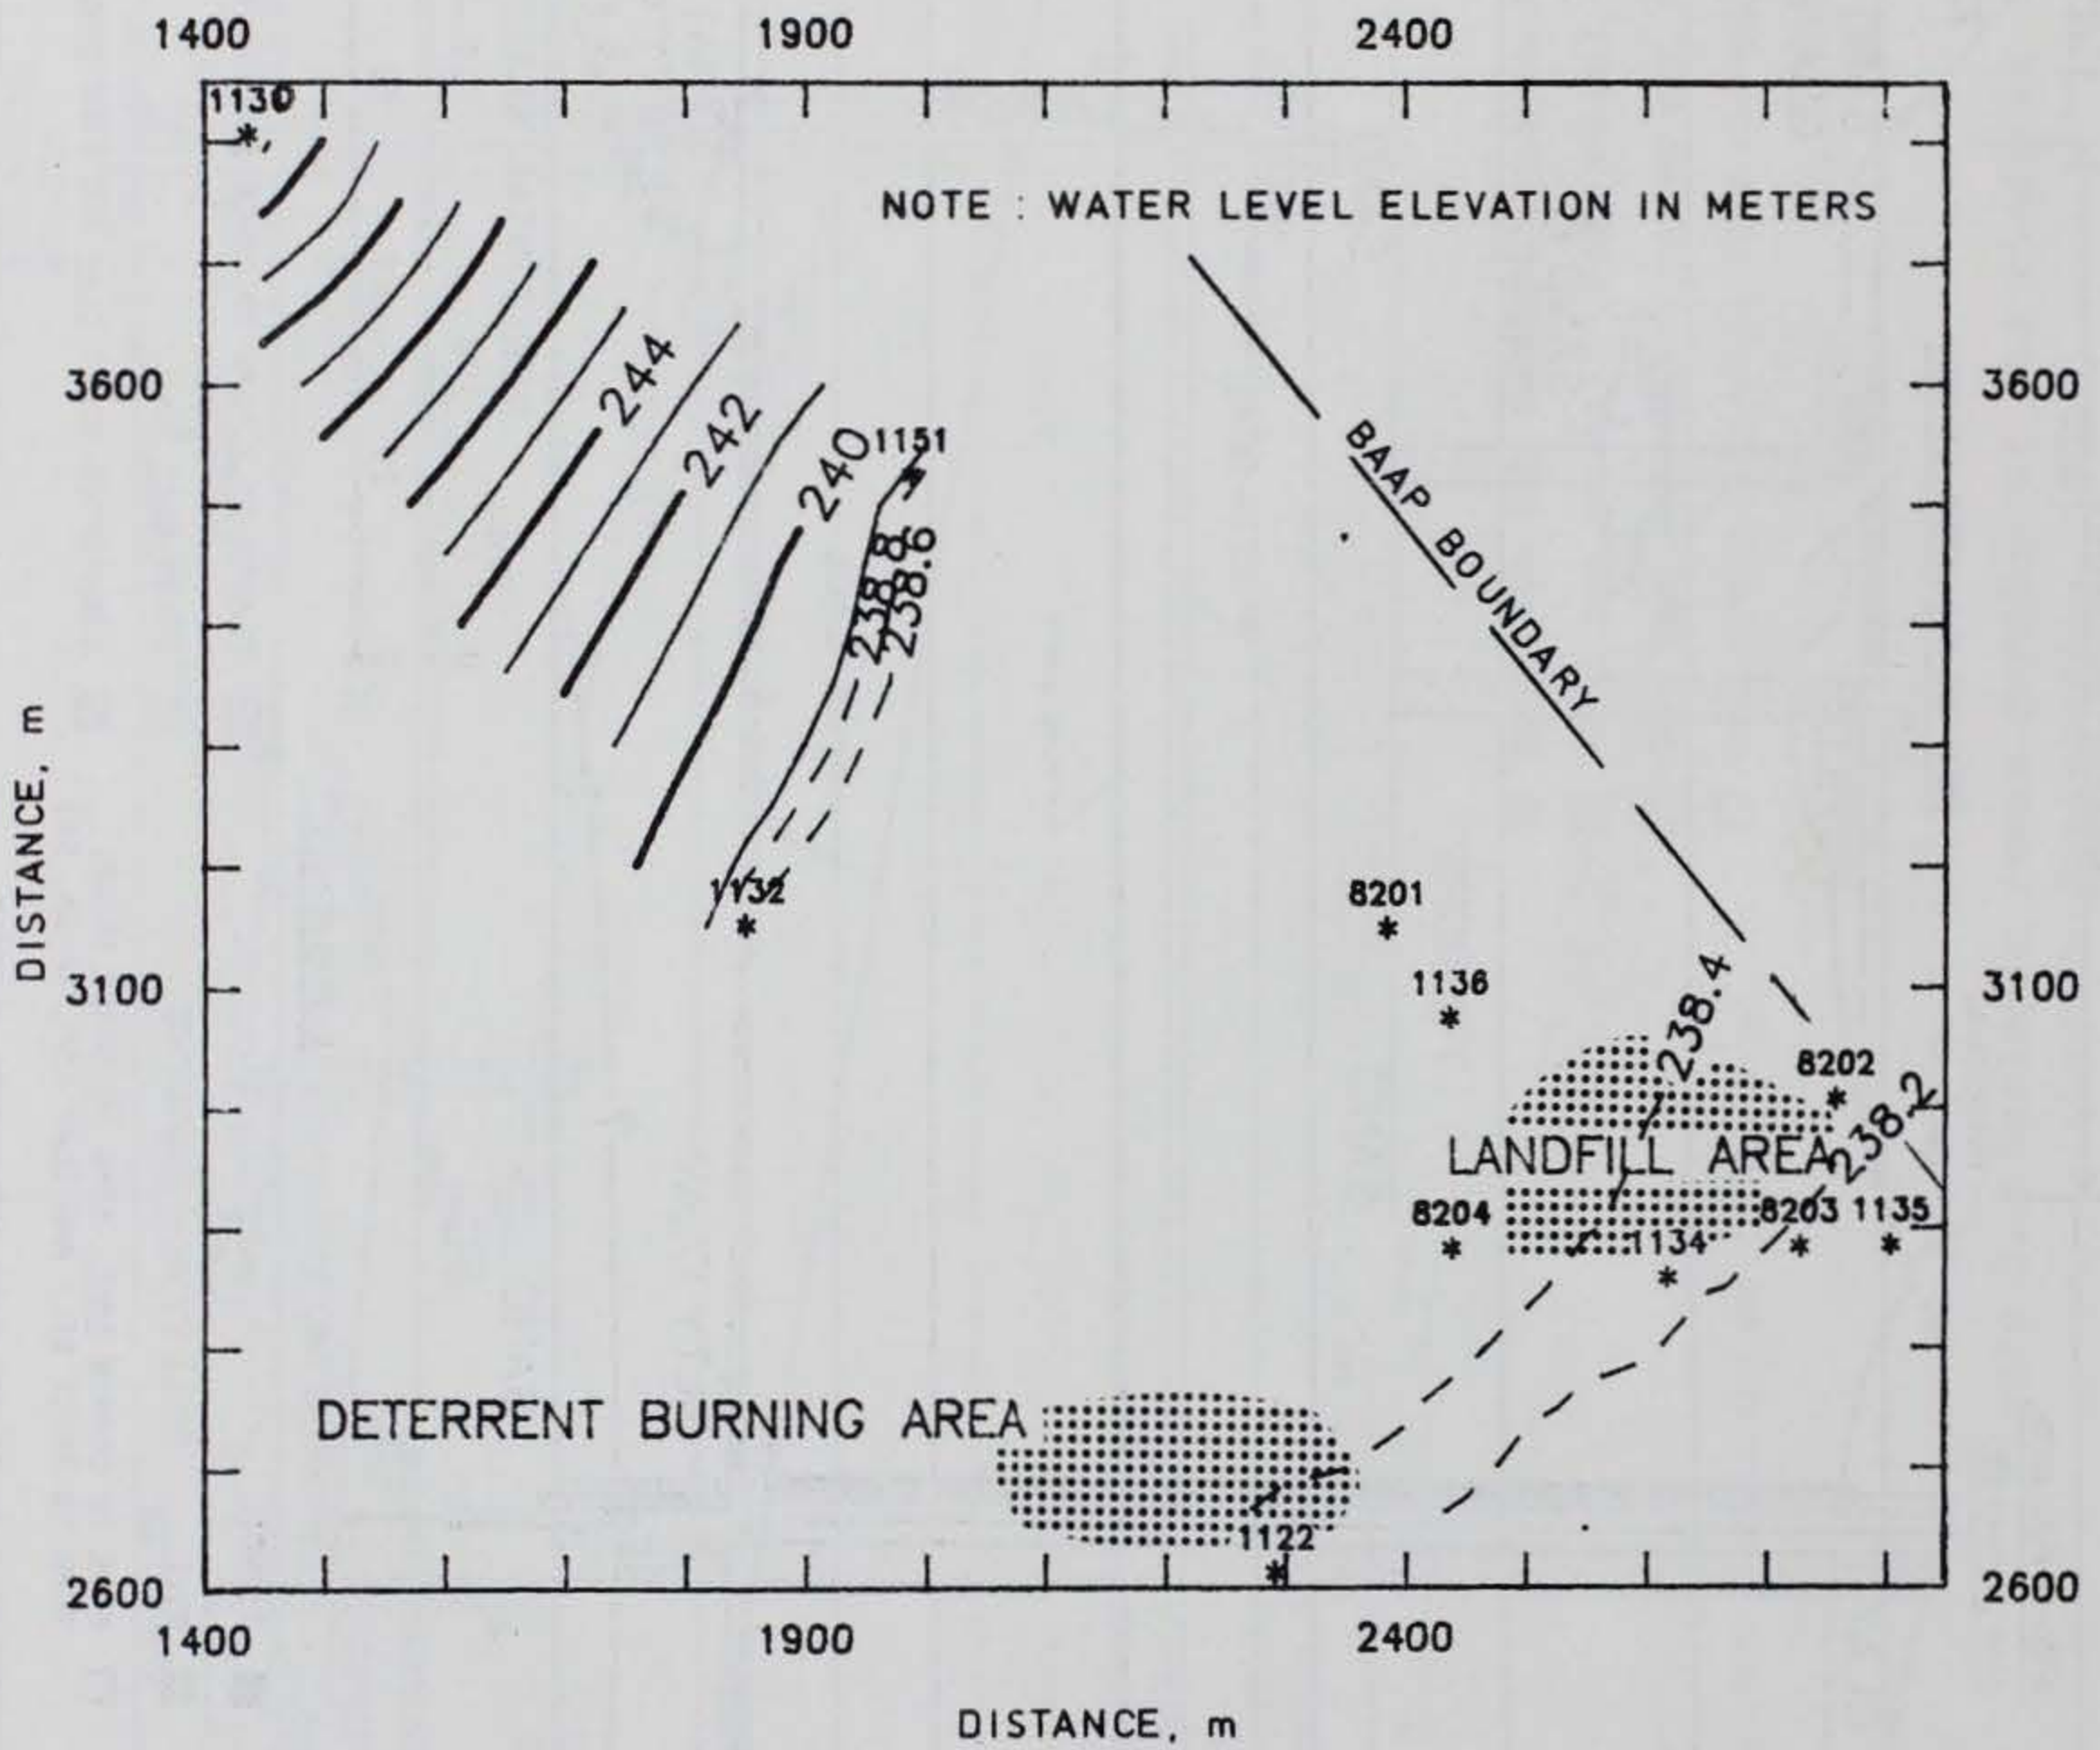 1400 1900 2400
1130
NOTE : WATER LEVEL ELEVATION IN METERS
3600 244 3600
242
240 1151
BAAP BOUNDARY
238.8
238.6
DISTANCE, m
1132 8201
3100 1136 238.4 3100
8202
238.2
LANDFILL AREA
8204 8203 1135
1134
DETERRENT BURNING AREA
1122
2600 2600
1400 1900 2400
DISTANCE, m